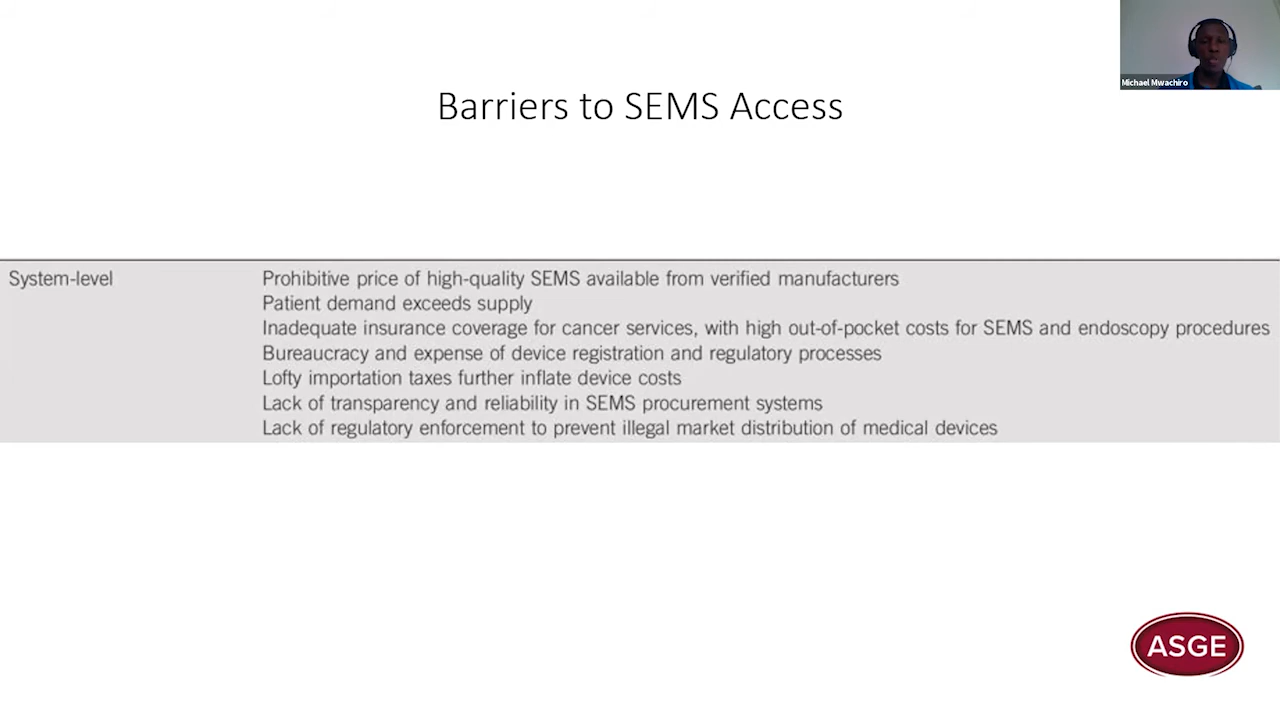 Michael Mwachiro
Barriers to SEMS Access
System-level
Prohibitive price of high-quality SEMS available from verified manufacturers
Patient demand exceeds supply
Inadequate insurance coverage for cancer services, with high out-of-pocket costs for SEMS and endoscopy procedures
Bureaucracy and expense of device registration and regulatory processes
Lofty importation taxes further inflate device costs
Lack of transparency and reliability in SEMS procurement systems
Lack of regulatory enforcement to prevent illegal market distribution of medical devices
ASGE